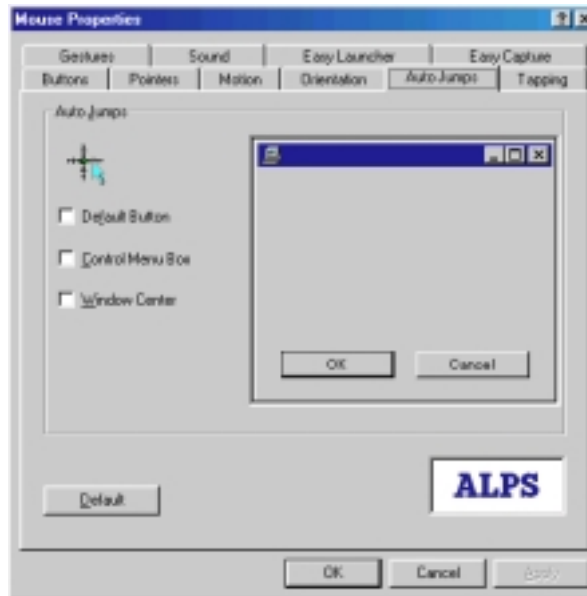 Mouse Properties
Gestures Sound Easy Launcher Easy Capture
Buttons Pointers Motion Orientation Auto Jumps Tapping
Auto Jumps
Default Button
Control Menu Box
Window Center
OK Cancel
Default
ALPS
OK Cancel Apply